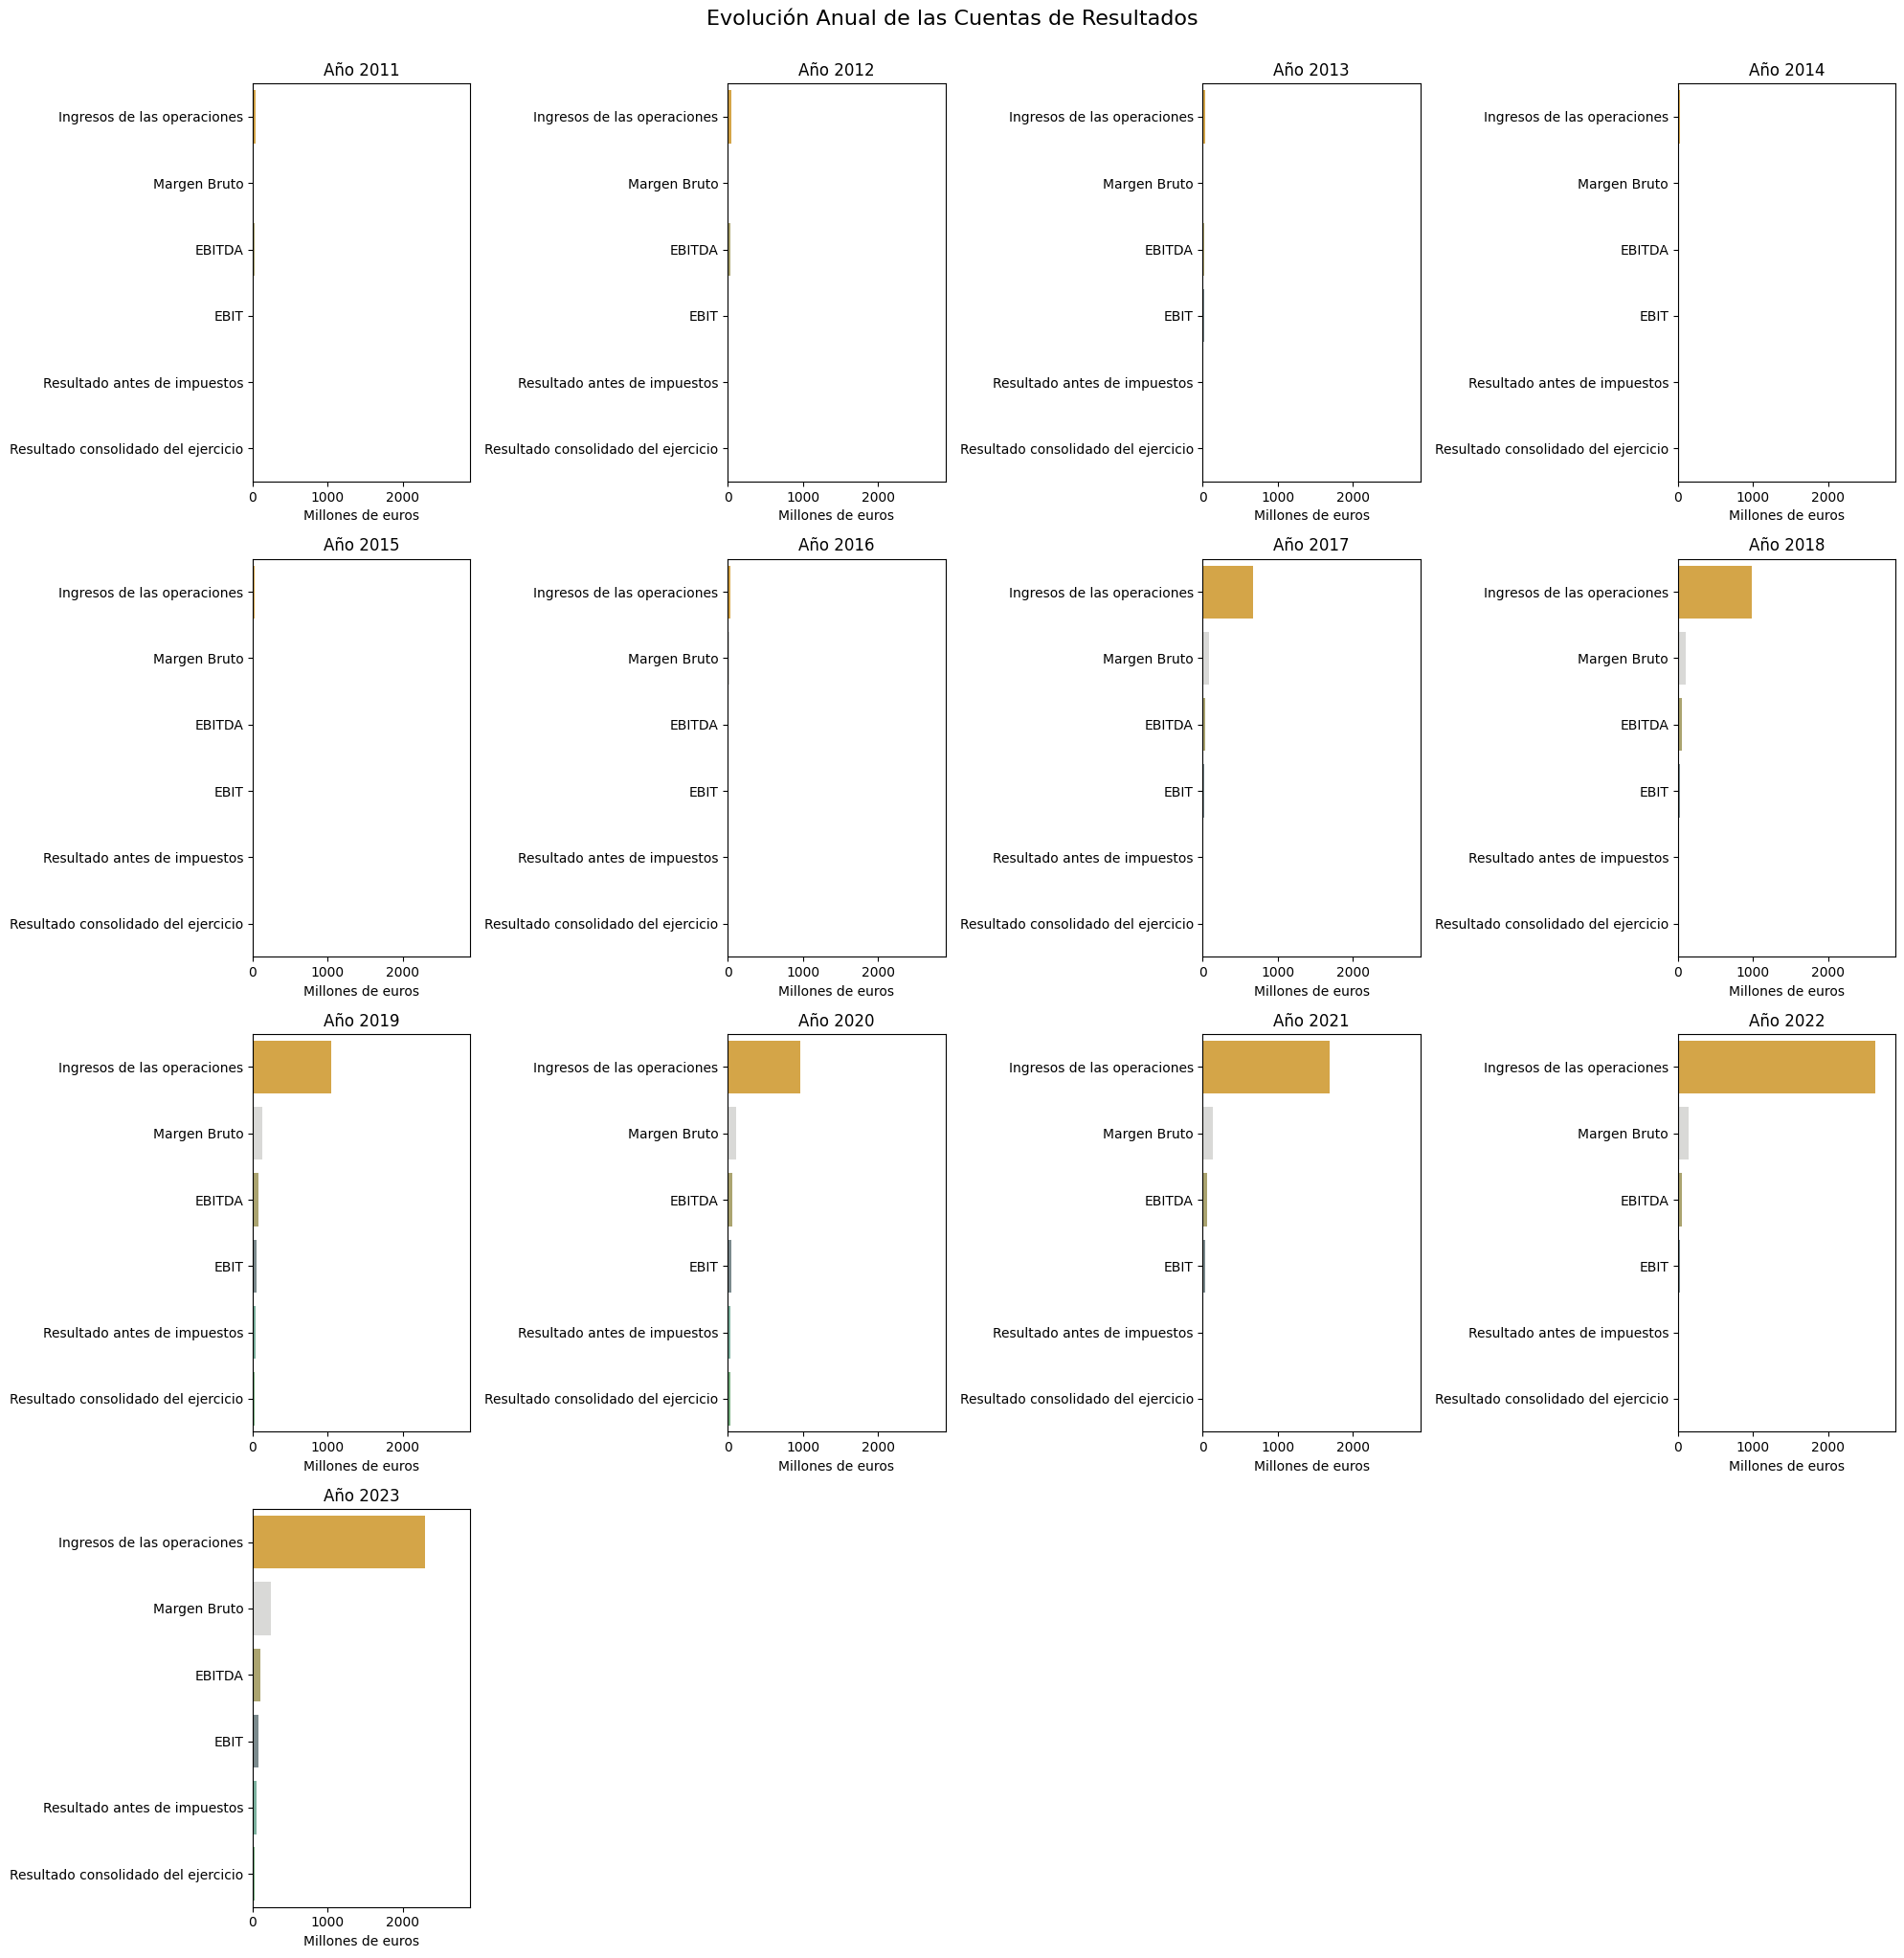 Evolución Anual de las Cuentas de Resultados
Año 2011
Ingresos de las operaciones
Margen Bruto
EBITDA
EBIT
Resultado antes de impuestos
Resultado consolidado del ejercicio
0 1000 2000
Millones de euros
Año 2012
Ingresos de las operaciones
Margen Bruto
EBITDA
EBIT
Resultado antes de impuestos
Resultado consolidado del ejercicio
0 1000 2000
Millones de euros
Año 2013
Ingresos de las operaciones
Margen Bruto
EBITDA
EBIT
Resultado antes de impuestos
Resultado consolidado del ejercicio
0 1000 2000
Millones de euros
Año 2014
Ingresos de las operaciones
Margen Bruto
EBITDA
EBIT
Resultado antes de impuestos
Resultado consolidado del ejercicio
0 1000 2000
Millones de euros
Año 2015
Ingresos de las operaciones
Margen Bruto
EBITDA
EBIT
Resultado antes de impuestos
Resultado consolidado del ejercicio
0 1000 2000
Millones de euros
Año 2016
Ingresos de las operaciones
Margen Bruto
EBITDA
EBIT
Resultado antes de impuestos
Resultado consolidado del ejercicio
0 1000 2000
Millones de euros
Año 2017
Ingresos de las operaciones
Margen Bruto
EBITDA
EBIT
Resultado antes de impuestos
Resultado consolidado del ejercicio
0 1000 2000
Millones de euros
Año 2018
Ingresos de las operaciones
Margen Bruto
EBITDA
EBIT
Resultado antes de impuestos
Resultado consolidado del ejercicio
0 1000 2000
Millones de euros
Año 2019
Ingresos de las operaciones
Margen Bruto
EBITDA
EBIT
Resultado antes de impuestos
Resultado consolidado del ejercicio
0 1000 2000
Millones de euros
Año 2020
Ingresos de las operaciones
Margen Bruto
EBITDA
EBIT
Resultado antes de impuestos
Resultado consolidado del ejercicio
0 1000 2000
Millones de euros
Año 2021
Ingresos de las operaciones
Margen Bruto
EBITDA
EBIT
Resultado antes de impuestos
Resultado consolidado del ejercicio
0 1000 2000
Millones de euros
Año 2022
Ingresos de las operaciones
Margen Bruto
EBITDA
EBIT
Resultado antes de impuestos
Resultado consolidado del ejercicio
0 1000 2000
Millones de euros
Año 2023
Ingresos de las operaciones
Margen Bruto
EBITDA
EBIT
Resultado antes de impuestos
Resultado consolidado del ejercicio
0 1000 2000
Millones de euros